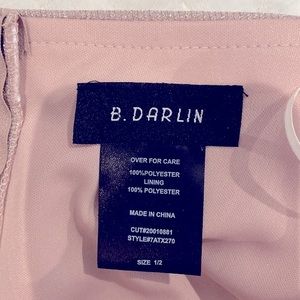 B. DARLIN
OVER FOR CARE
100%POLYESTER
LINING
100% POLYESTER
MADE IN CHINA
CUT#20010881
STYLE#7ATX270
SIZE 1/2